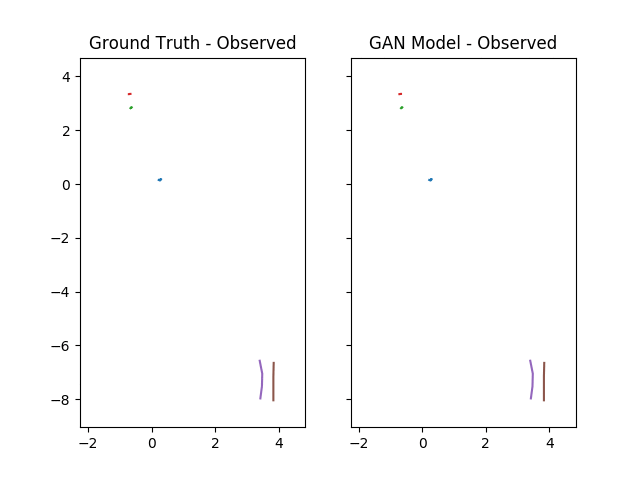 Ground Truth - Observed
GAN Model - Observed
4
2
0
−2
−4
−6
−8
−2 0 2 4
−2 0 2 4